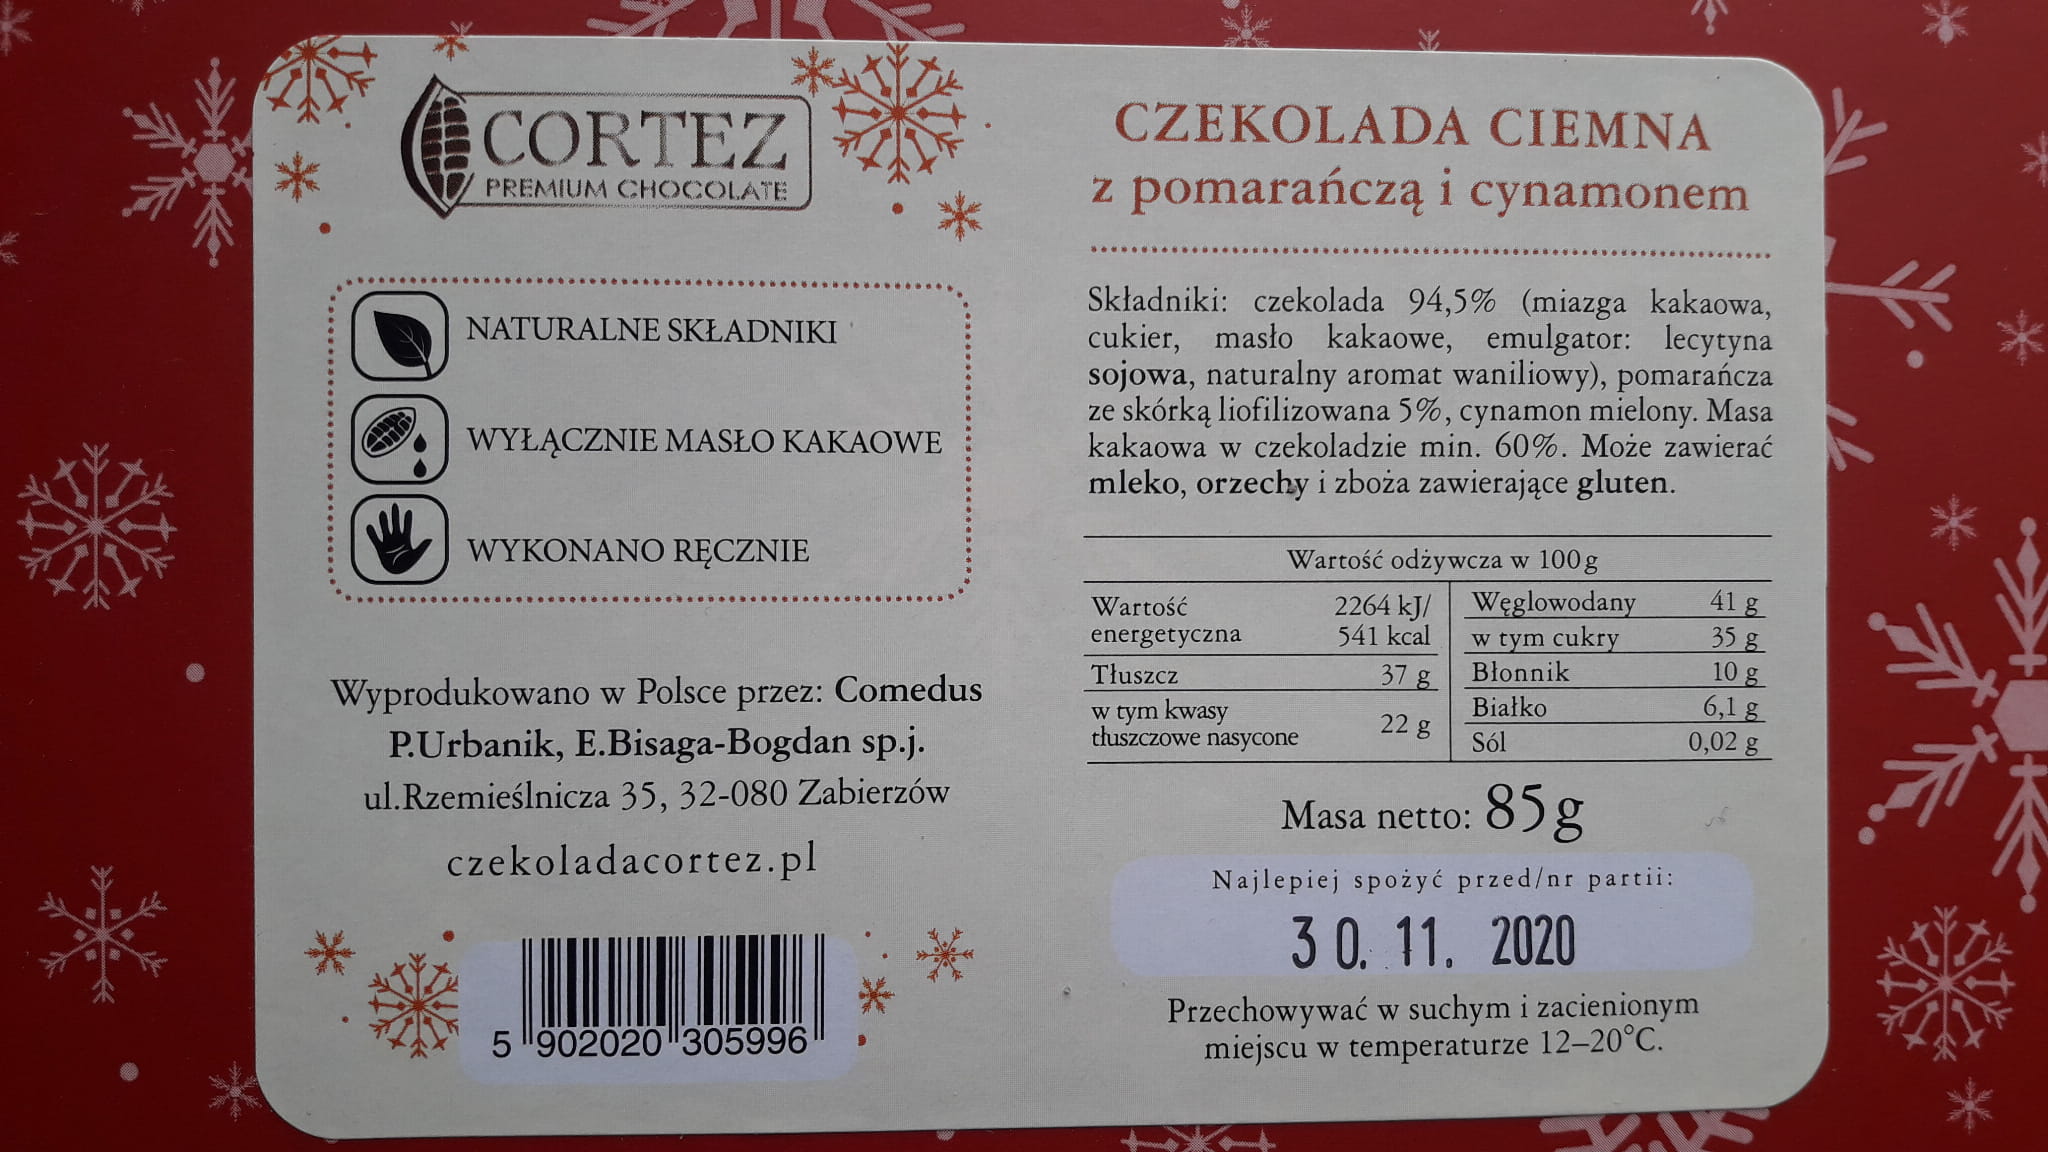 CORTEZ
PREMIUM CHOCOLATE
NATURALNE SKŁADNIKI
WYŁĄCZNIE MASŁO KAKAOWE
WYKONANO RĘCZNIE
Wyprodukowano w Polsce przez: Comedus
P.Urbanik, E.Bisaga-Bogdan sp.j.
ul.Rzemieślnicza 35, 32-080 Zabierzów
czekoladacortez.pl
5 902020 305996
CZEKOLADA CIEMNA
z pomarańczą i cynamonem
Składniki: czekolada 94,5% (miazga kakaowa,
cukier, masło kakaowe, emulgator: lecytyna
sojowa, naturalny aromat waniliowy), pomarańcza
ze skórką liofilizowana 5%, cynamon mielony. Masa
kakaowa w czekoladzie min. 60%. Może zawierać
mleko, orzechy i zboża zawierające gluten.
Wartość odżywcza w 100g
Wartość 2264 kJ/
energetyczna 541 kcal
Tłuszcz 37 g
w tym kwasy
tłuszczowe nasycone 22 g
Węglowodany 41 g
w tym cukry 35 g
Błonnik 10 g
Białko 6,1 g
Sól 0,02 g
Masa netto: 85g
Najlepiej spożyć przed/nr partii:
30. 11. 2020
Przechowywać w suchym i zacienionym
miejscu w temperaturze 12–20°C.